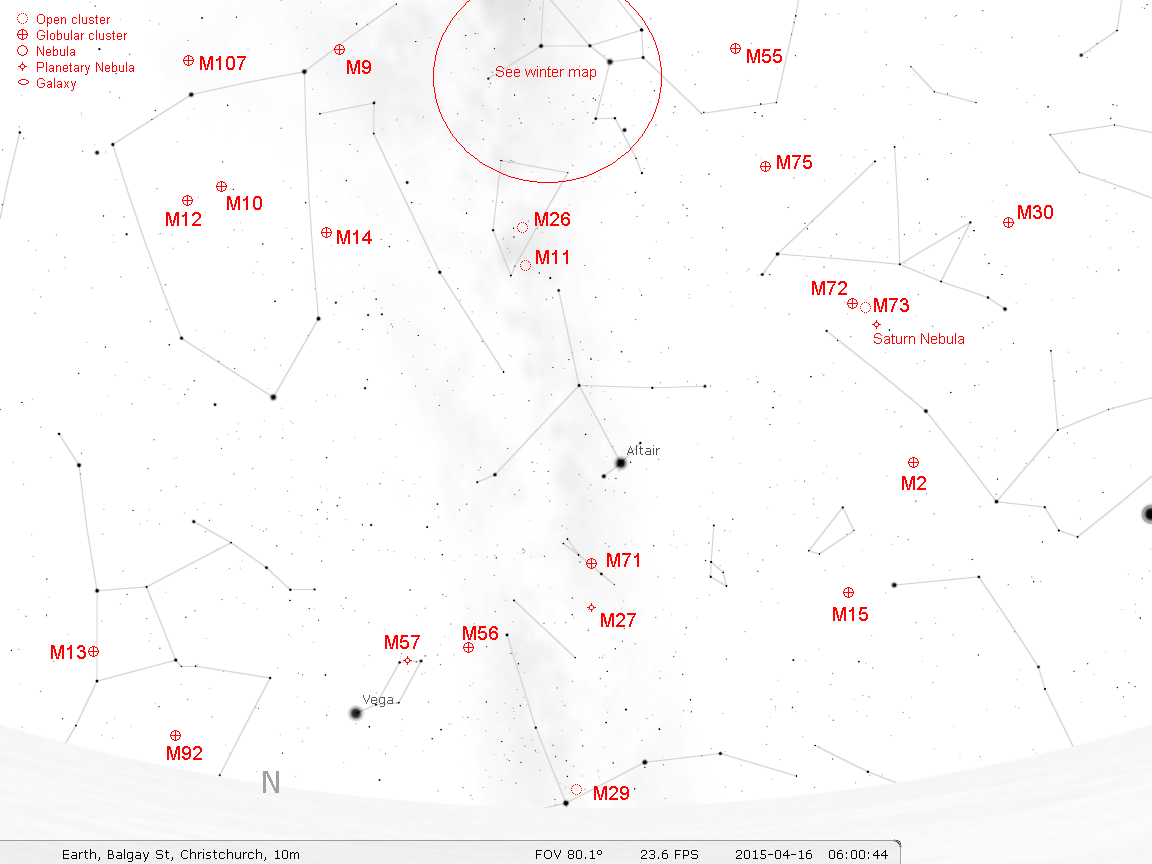 Open cluster
Globular cluster
Nebula
Planetary Nebula
Galaxy
M107
M9
See winter map
M55
M75
M12
M10
M14
M26
M11
M30
M72
M73
Saturn Nebula
Altair
M2
M71
M27
M15
M13
M57
M56
Vega
M92
N
M29
Earth, Balgay St, Christchurch, 10m
FOV 80.1°
23.6 FPS
2015-04-16 06:00:44